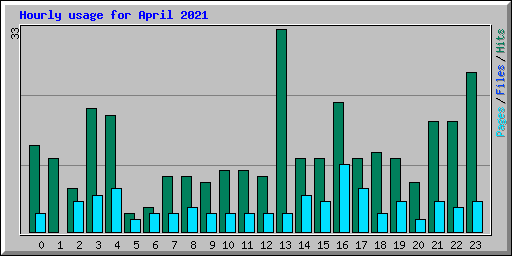 Hourly usage for April 2021
33
Pages/Files/Hits
0 1 2 3 4 5 6 7 8 9 10 11 12 13 14 15 16 17 18 19 20 21 22 23